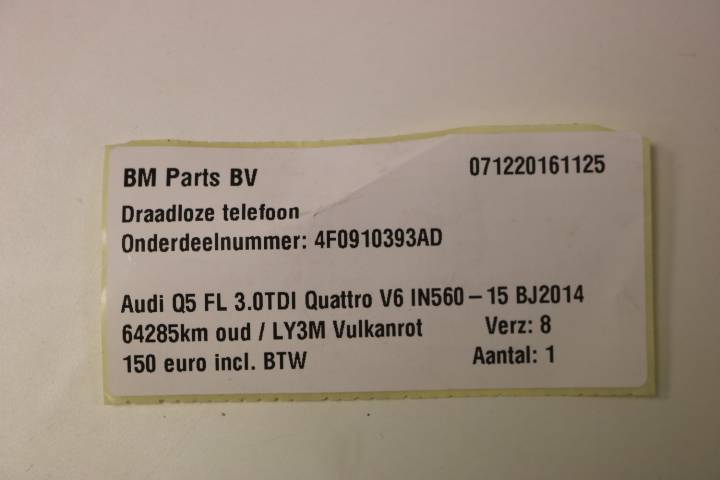 BM Parts BV 071220161125
Draadloze telefoon
Onderdeelnummer: 4F0910393AD
Audi Q5 FL 3.0TDI Quattro V6 IN560-15 BJ2014
64285km oud / LY3M Vulkanrot Verz: 8
150 euro incl. BTW Aantal: 1